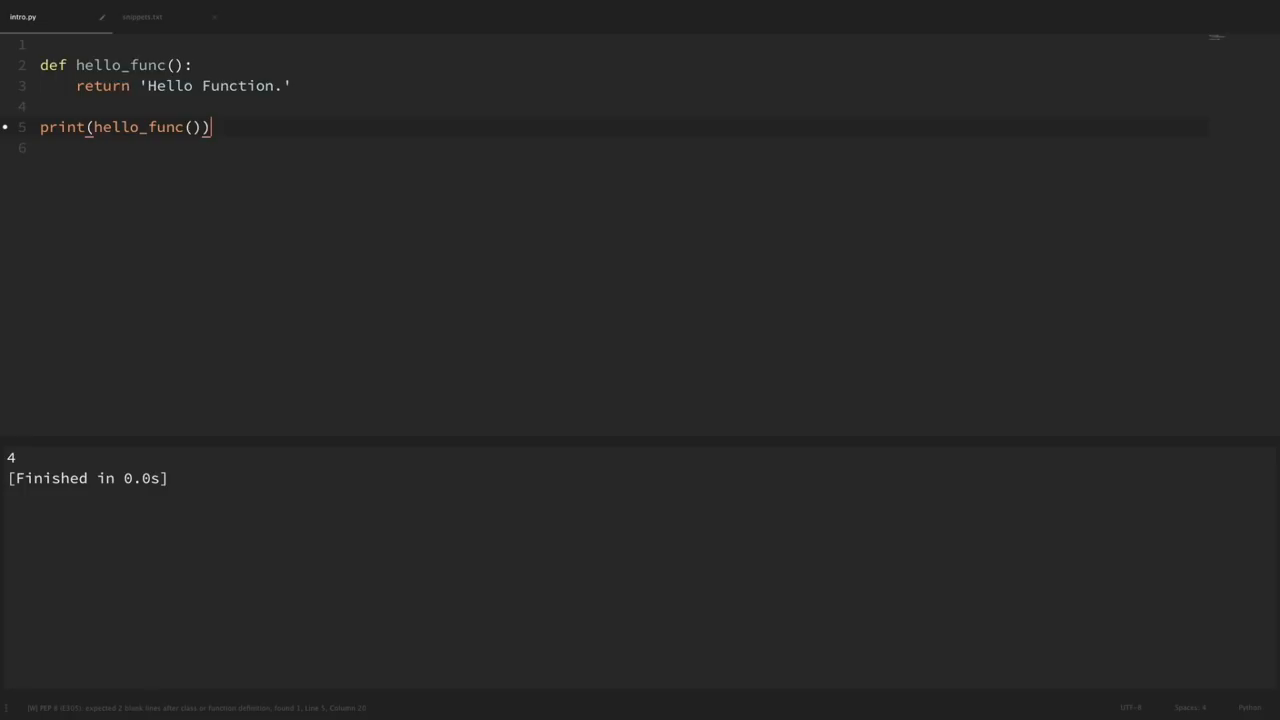 intro.py
snippets.txt
1
2 def hello_func():
3     return 'Hello Function.'
4
5 print(hello_func())
6
4
[Finished in 0.0s]
[W] PEP 8 (E305): expected 2 blank lines after class or function definition, found 1, Line 5, Column 20
UTF-8
Spaces: 4
Python